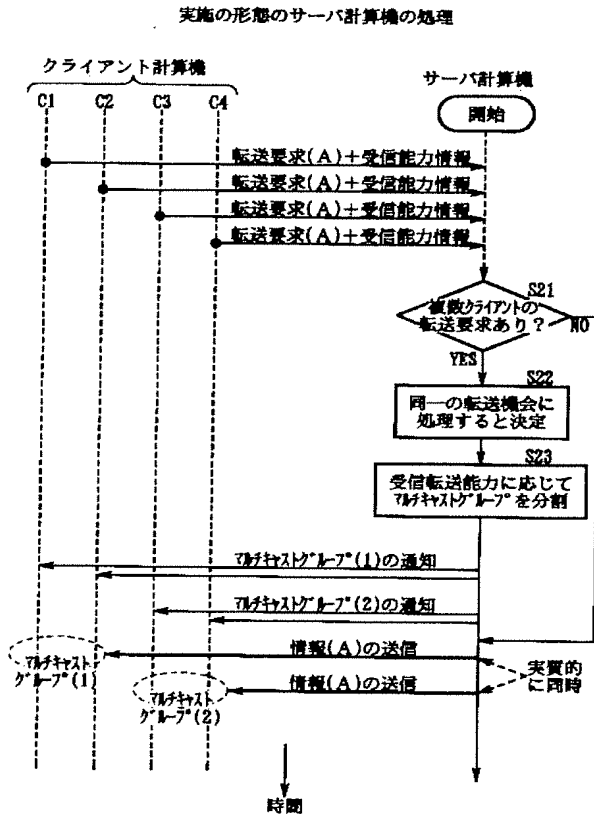 実施の形態のサーバ計算機の処理
クライアント計算機
サーバ計算機
C1 C2 C3 C4
開始
転送要求(A)+受信能力情報
転送要求(A)+受信能力情報
転送要求(A)+受信能力情報
転送要求(A)+受信能力情報
S21
複数クライアントの
転送要求あり?
NO
YES
S22
同一の転送機会に
処理すると決定
S23
受信転送能力に応じて
マルチキャストグループを分割
マルチキャストグループ(1)の通知
マルチキャストグループ(2)の通知
情報(A)の送信
マルチキャスト
グループ(1)
実質的
に同時
情報(A)の送信
マルチキャスト
グループ(2)
時間